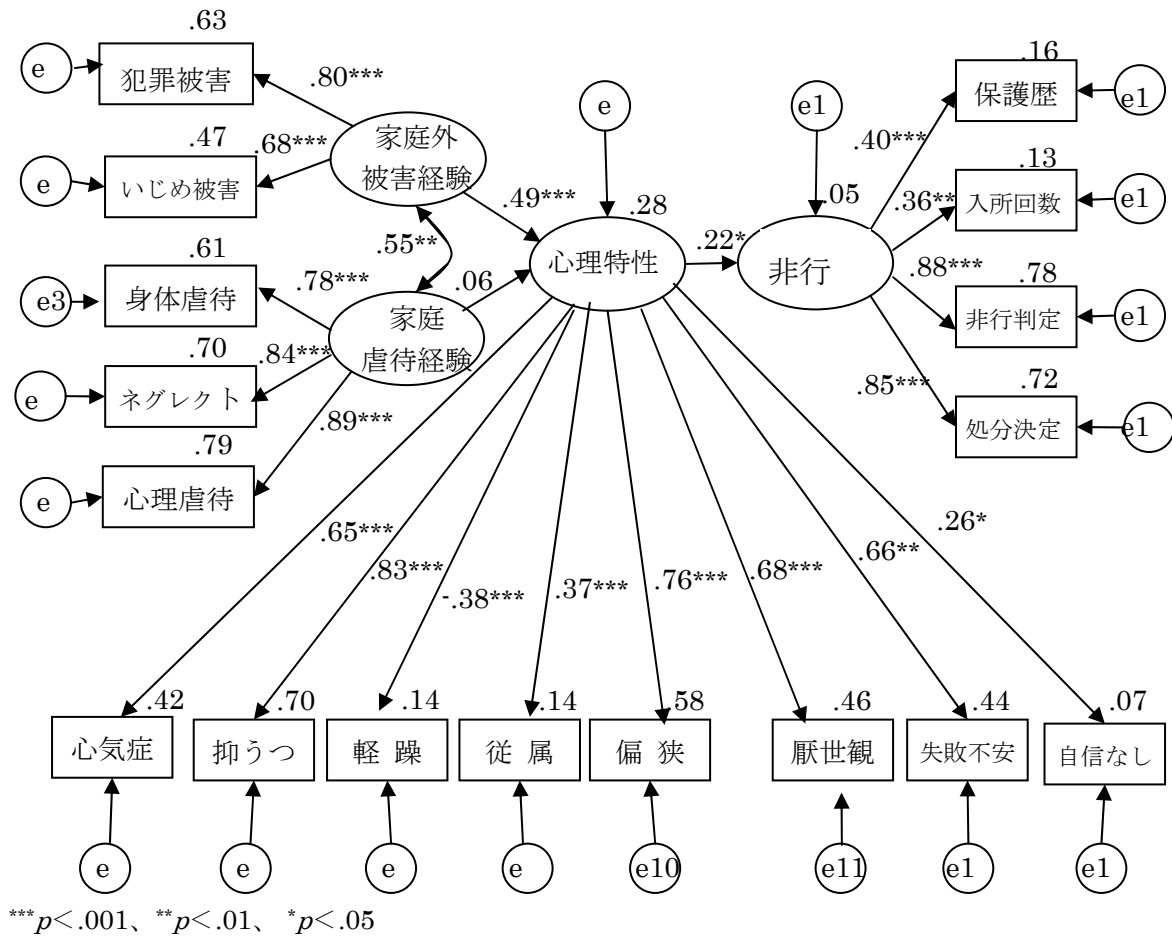 .63
e
犯罪被害
.80***
.47
e
いじめ被害
.68***
家庭外
被害経験
.61
e3
身体虐待
.78***
.55**
.70
e
ネグレクト
.84***
家庭
虐待経験
.79
e
心理虐待
.89***
.49***
.06
e
.28
心理特性
.22*
e1
.05
非行
.16
保護歴
e1
.40***
.13
入所回数
e1
.36**
.78
非行判定
e1
.88***
.72
処分決定
e1
.85***
.65***
.83***
-.38***
.37***
.76***
.68***
.66**
.26*
.42
心気症
e
.70
抑うつ
e
.14
軽 躁
e
.14
従 属
e
.58
偏 狭
e10
.46
厭世観
e11
.44
失敗不安
e1
.07
自信なし
e1
***p<.001、**p<.01、 *p<.05